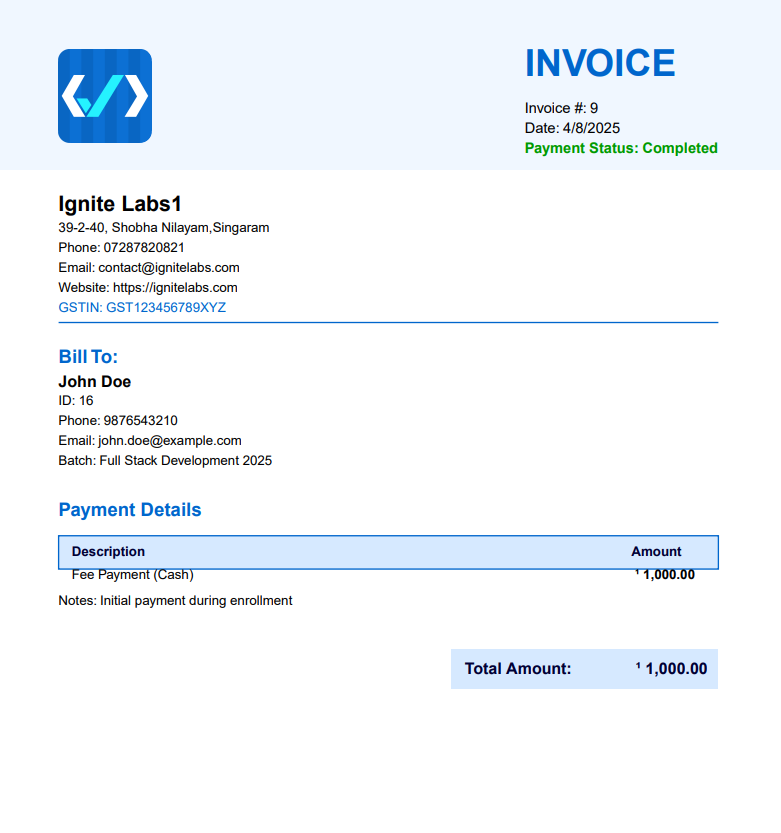 INVOICE
Invoice #: 9
Date: 4/8/2025
Payment Status: Completed
Ignite Labs1
39-2-40, Shobha Nilayam,Singaram
Phone: 07287820821
Email: contact@ignitelabs.com
Website: https://ignitelabs.com
GSTIN: GST123456789XYZ
Bill To:
John Doe
ID: 16
Phone: 9876543210
Email: john.doe@example.com
Batch: Full Stack Development 2025
Payment Details
Description Amount
Fee Payment (Cash) ¹ 1,000.00
Notes: Initial payment during enrollment
Total Amount: ¹ 1,000.00